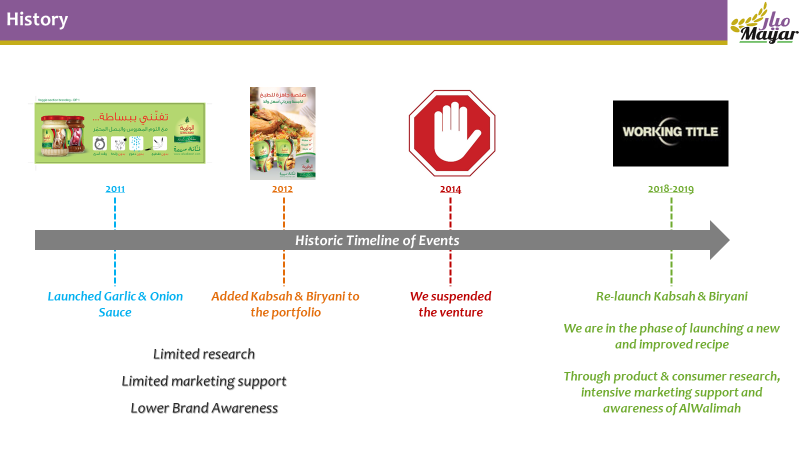 History
ميار
Mayar
تغنّي ببساطة...
WORKING TITLE
2011
2012
2014
2018-2019
Historic Timeline of Events
Launched Garlic & Onion
Sauce
Added Kabsah & Biryani to
the portfolio
We suspended
the venture
Re-launch Kabsah & Biryani
We are in the phase of launching a new
and improved recipe
Through product & consumer research,
intensive marketing support and
awareness of AlWalimah
Limited research
Limited marketing support
Lower Brand Awareness